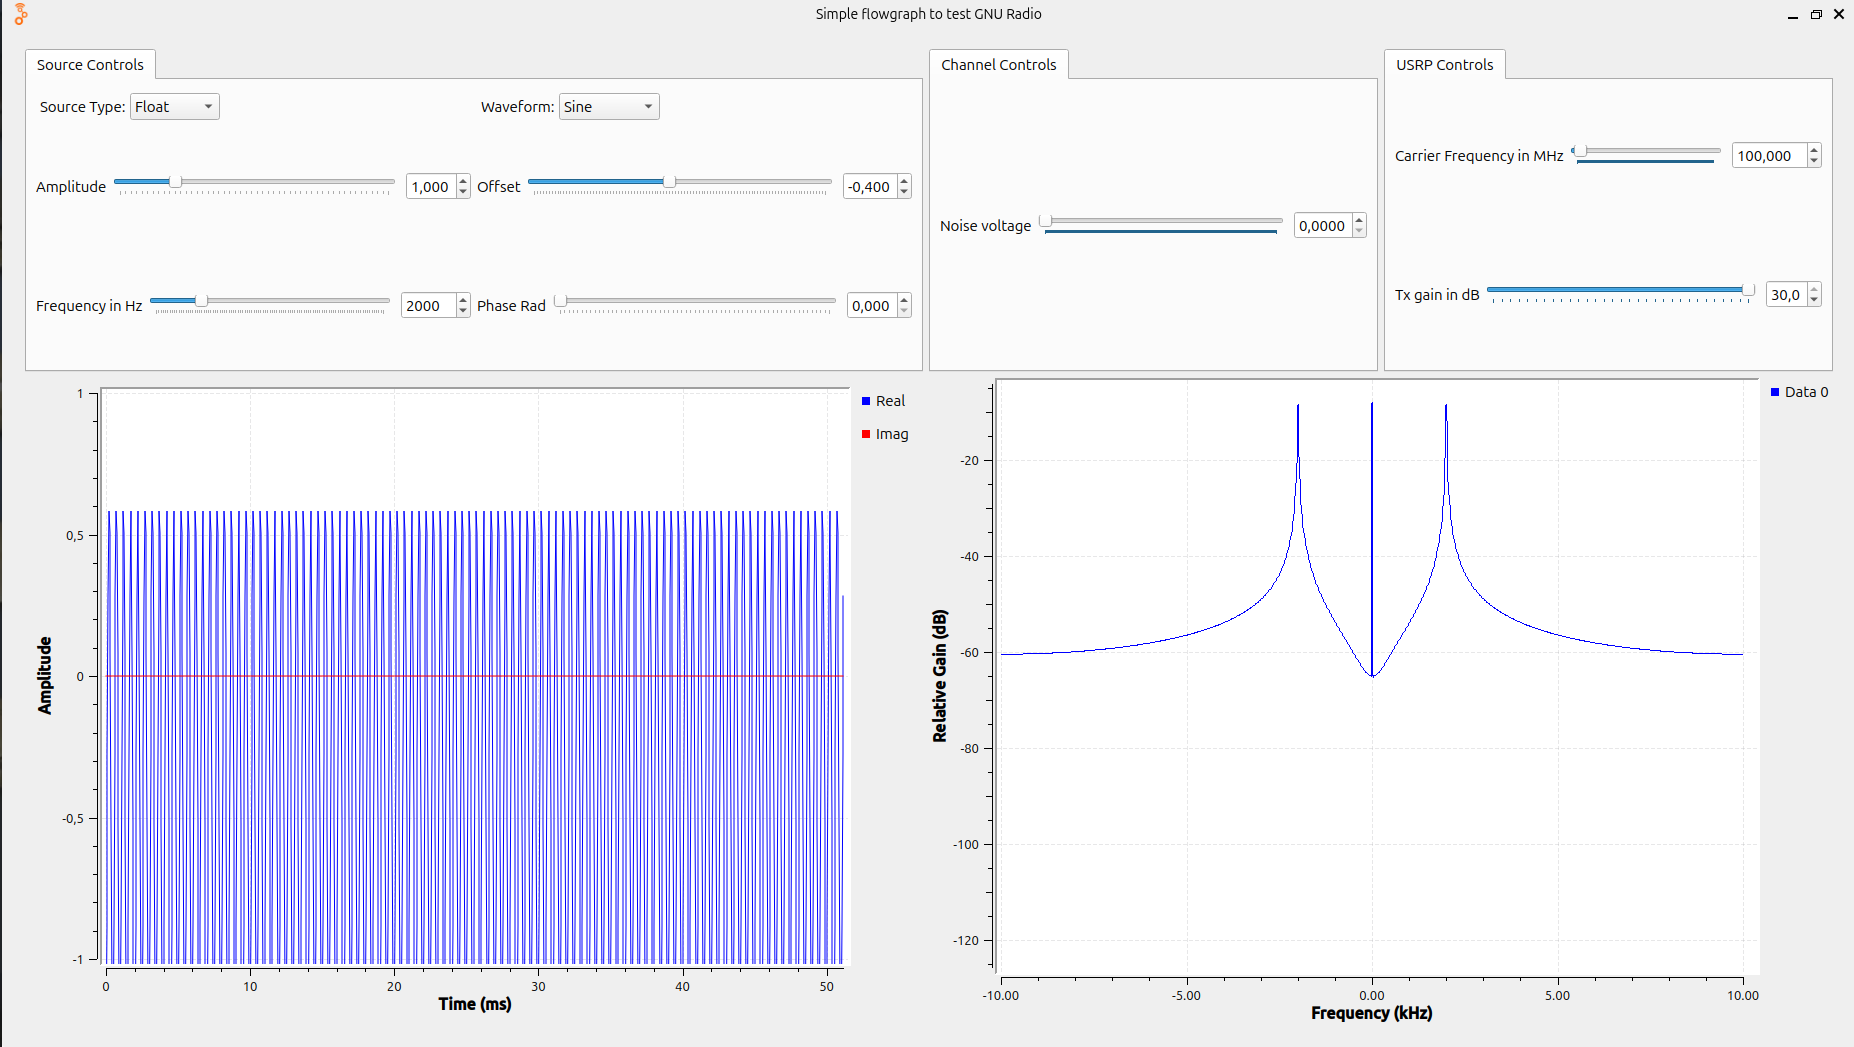 Simple flowgraph to test GNU Radio
Source Controls
Source Type: Float
Waveform: Sine
Amplitude 1,000
Offset -0,400
Frequency in Hz 2000
Phase Rad 0,000
Channel Controls
Noise voltage 0,0000
USRP Controls
Carrier Frequency in MHz 100,000
Tx gain in dB 30,0
1
0,5
0
-0,5
-1
Amplitude
0 10 20 30 40 50
Time (ms)
Real
Imag
-20
-40
-60
-80
-100
-120
Relative Gain (dB)
-10.00 -5.00 0.00 5.00 10.00
Frequency (kHz)
Data 0